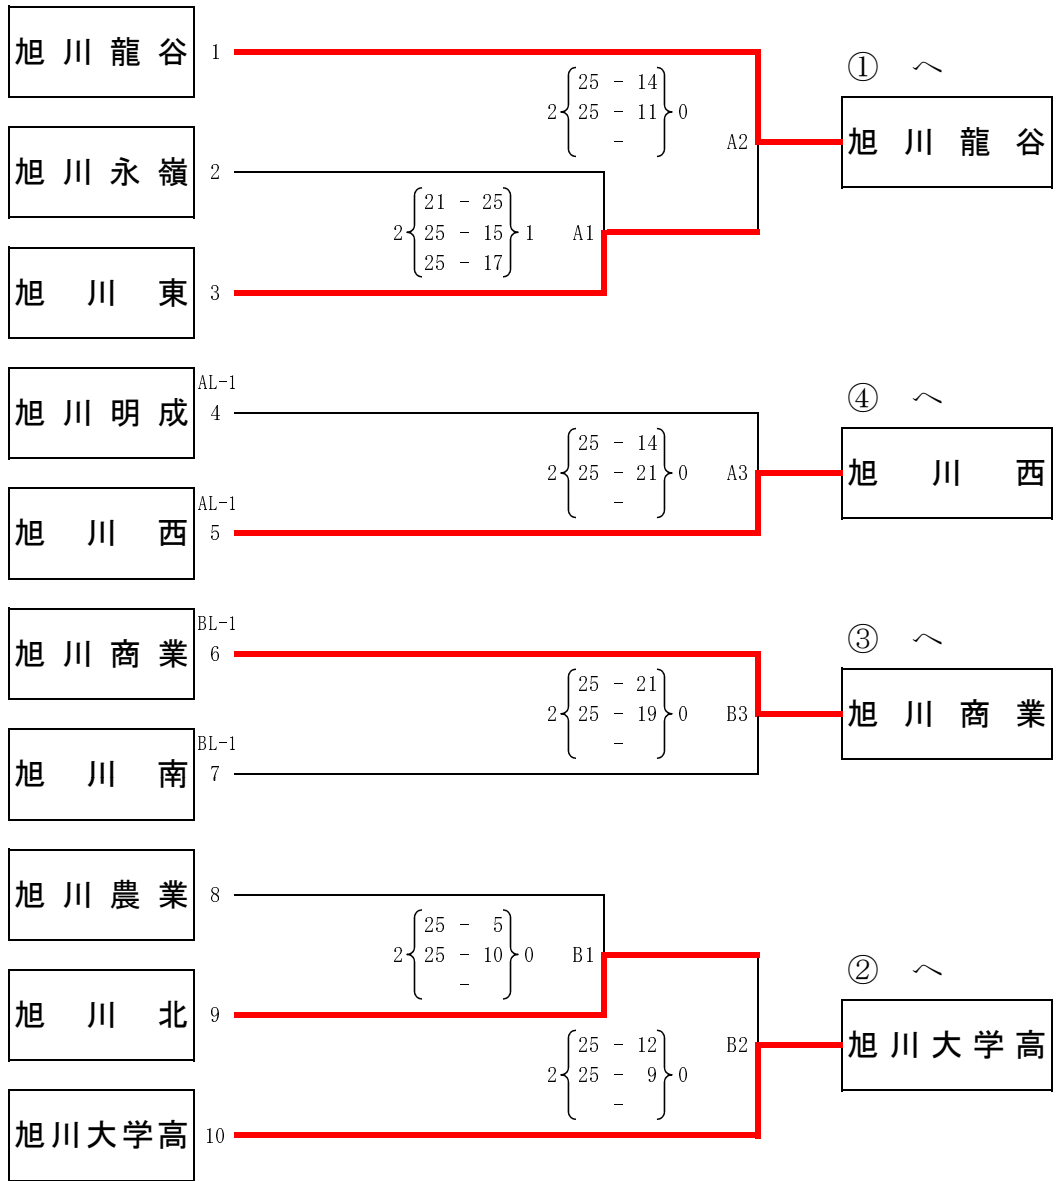 旭川龍谷 1
① へ
25 - 14
2 25 - 11 0
-
A2
旭川龍谷
旭川永嶺 2
21 - 25
2 25 - 15 1
25 - 17
A1
旭川東 3
AL-1
旭川明成 4
④ へ
25 - 14
2 25 - 21 0
-
A3
旭川西
AL-1
旭川西 5
BL-1
旭川商業 6
③ へ
25 - 21
2 25 - 19 0
-
B3
旭川商業
BL-1
旭川南 7
旭川農業 8
25 - 5
2 25 - 10 0
-
B1
② へ
旭川北 9
25 - 12
2 25 - 9 0
-
B2
旭川大学高
旭川大学高 10